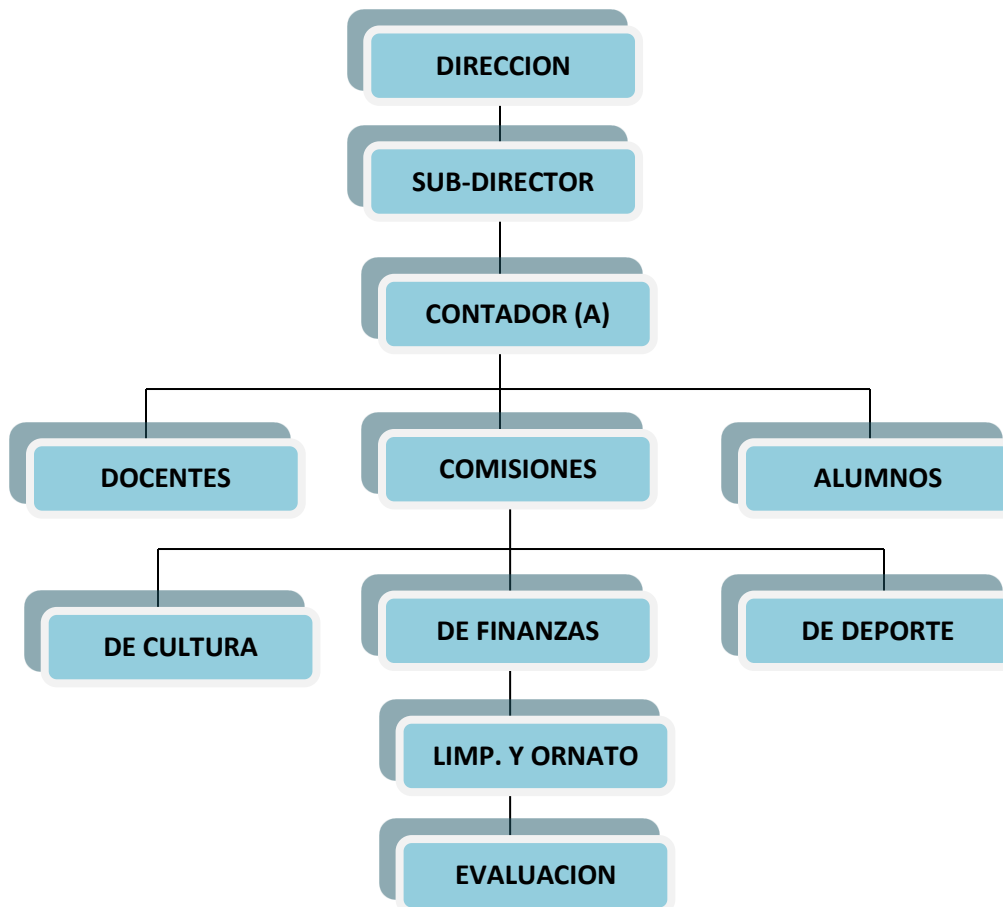 DIRECCION
SUB-DIRECTOR
CONTADOR (A)
DOCENTES
COMISIONES
ALUMNOS
DE CULTURA
DE FINANZAS
DE DEPORTE
LIMP. Y ORNATO
EVALUACION